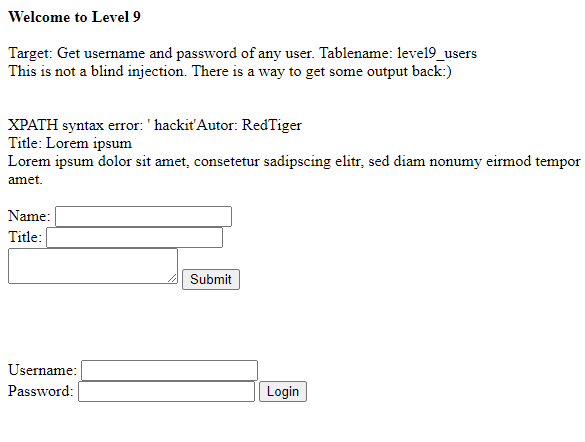 Welcome to Level 9
Target: Get username and password of any user. Tablename: level9_users
This is not a blind injection. There is a way to get some output back:)
XPATH syntax error: ' hackit'Autor: RedTiger
Title: Lorem ipsum
Lorem ipsum dolor sit amet, consetetur sadipscing elitr, sed diam nonumy eirmod tempor
amet.
Name:
Title:
Submit
Username:
Password:
Login